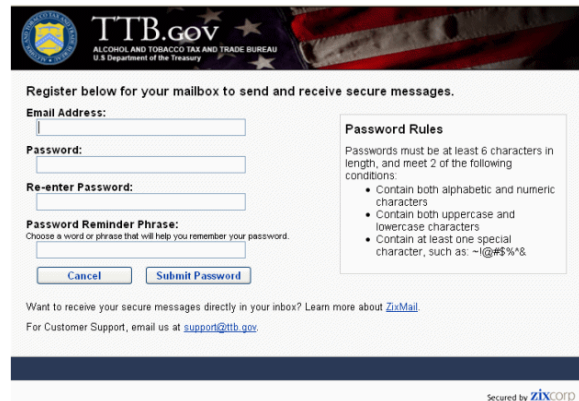 TTB.GOV
ALCOHOL AND TOBACCO TAX AND TRADE BUREAU
U.S Department of the Treasury
Register below for your mailbox to send and receive secure messages.
Email Address:
Password:
Re-enter Password:
Password Reminder Phrase:
Choose a word or phrase that will help you remember your password.
Cancel
Submit Password
Password Rules
Passwords must be at least 6 characters in
length, and meet 2 of the following
conditions:
• Contain both alphabetic and numeric
characters
• Contain both uppercase and
lowercase characters
• Contain at least one special
character, such as: ~!@#$%^&
Want to receive your secure messages directly in your inbox? Learn more about ZixMail.
For Customer Support, email us at support@ttb.gov.
Secured by zixcorp